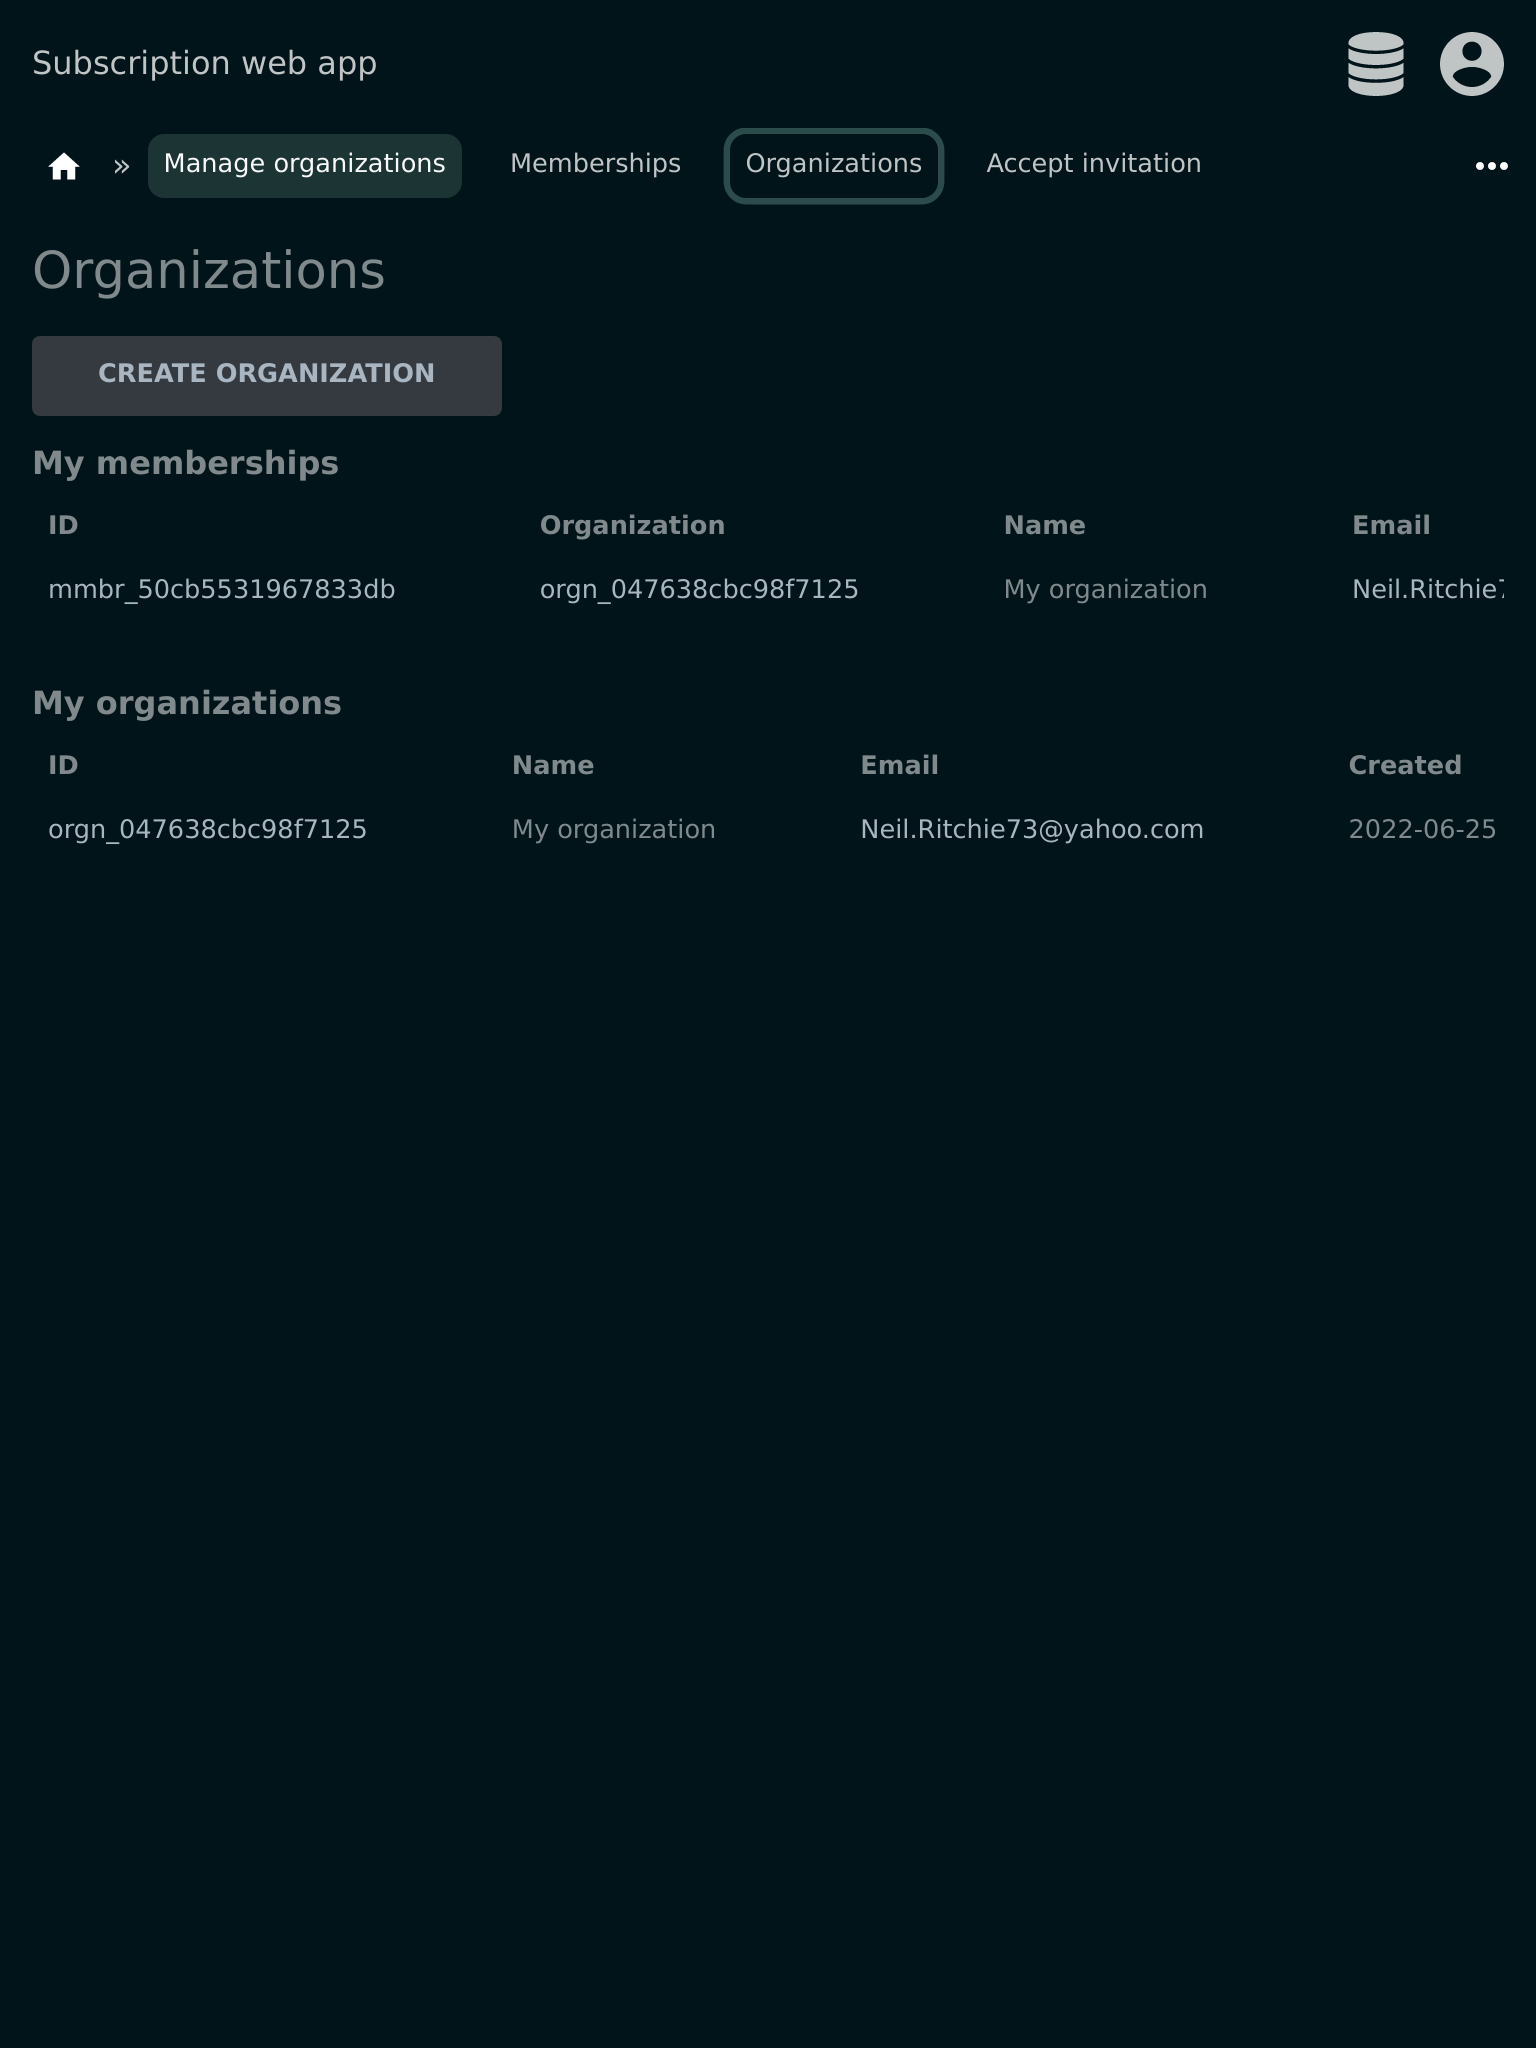 Subscription web app
» Manage organizations Memberships Organizations Accept invitation
Organizations
CREATE ORGANIZATION
My memberships
ID Organization Name Email
mmbr_50cb5531967833db orgn_047638cbc98f7125 My organization Neil.Ritchie7
My organizations
ID Name Email Created
orgn_047638cbc98f7125 My organization Neil.Ritchie73@yahoo.com 2022-06-25